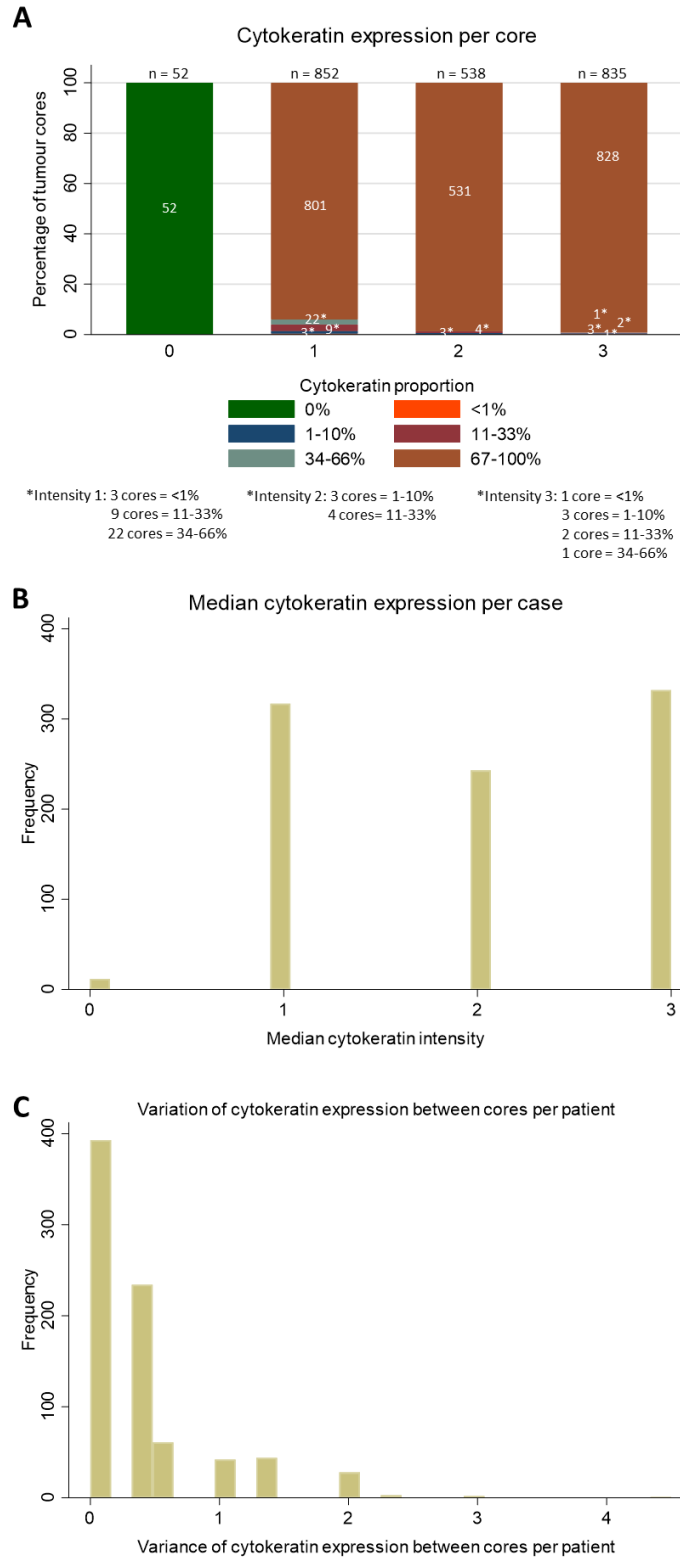 A
Cytokeratin expression per core
n = 52 n = 852 n = 538 n = 835
Percentage of tumour cores
100
80
60
40
20
0
52
801
22*
3* 9*
531
3* 4*
828
1*
2*
3*
1*
0 1 2 3
Cytokeratin proportion
0% <1%
1-10% 11-33%
34-66% 67-100%
*Intensity 1: 3 cores = <1%
9 cores = 11-33%
22 cores = 34-66%
*Intensity 2: 3 cores = 1-10%
4 cores= 11-33%
*Intensity 3: 1 core = <1%
3 cores = 1-10%
2 cores = 11-33%
1 core = 34-66%
B
Median cytokeratin expression per case
Frequency
400
300
200
100
0
0 1 2 3
Median cytokeratin intensity
C
Variation of cytokeratin expression between cores per patient
Frequency
400
300
200
100
0
0 1 2 3 4
Variance of cytokeratin expression between cores per patient